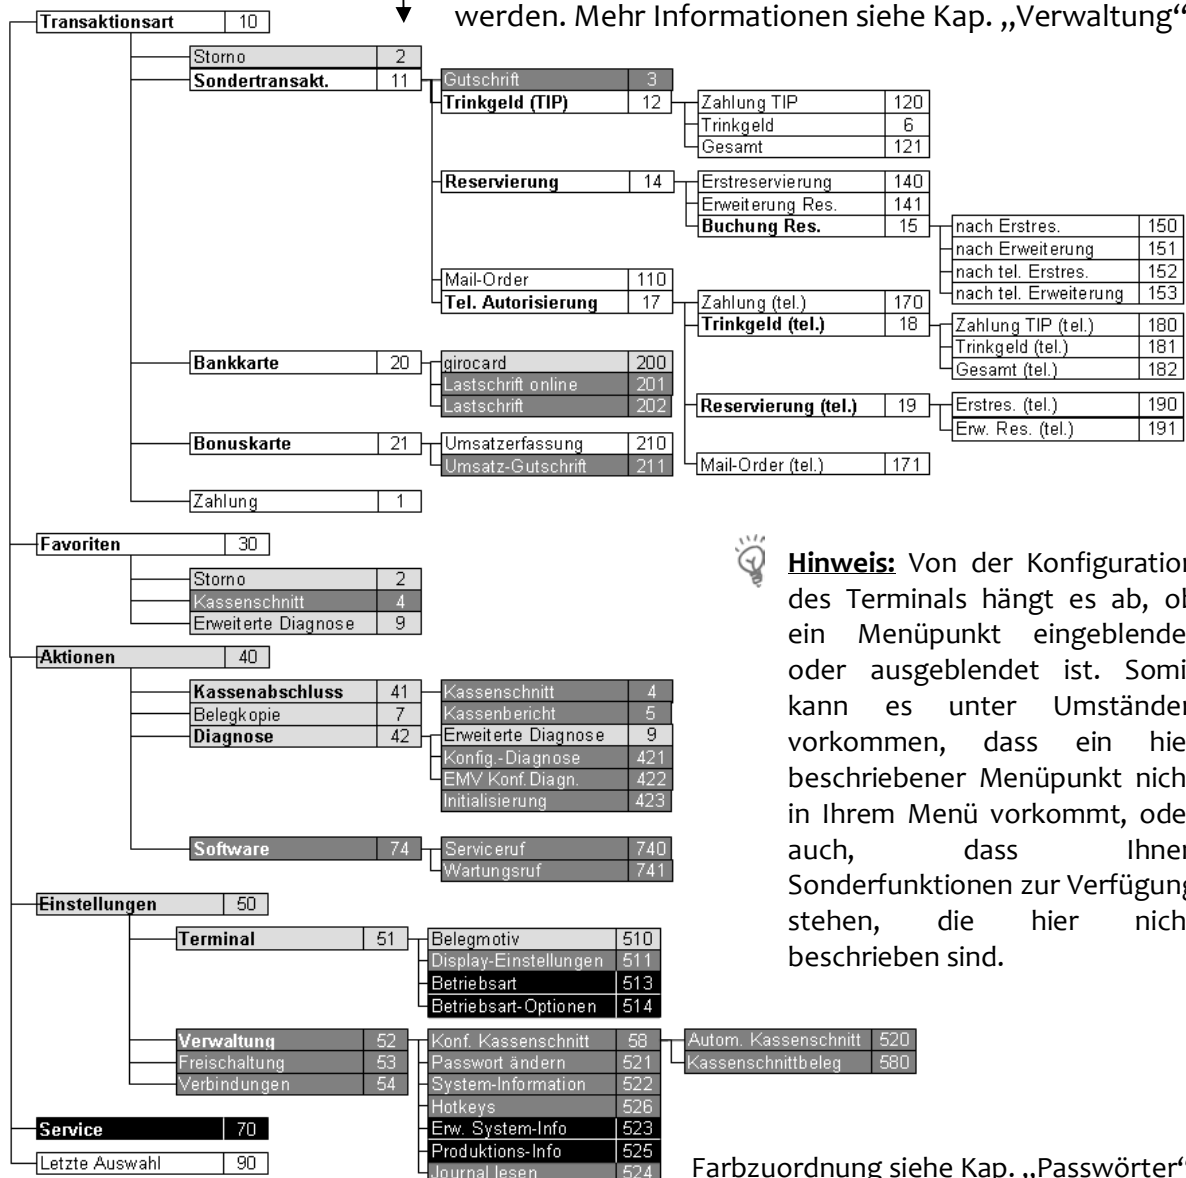 werden. Mehr Informationen siehe Kap. „Verwaltung“
Transaktionsart 10
Storno 2
Sondertransakt. 11
Gutschrift 3
Trinkgeld (TIP) 12
Zahlung TIP 120
Trinkgeld 6
Gesamt 121
Reservierung 14
Erstreservierung 140
Erweiterung Res. 141
Buchung Res. 15
nach Erstres. 150
nach Erweiterung 151
nach tel. Erstres. 152
nach tel. Erweiterung 153
Mail-Order 110
Tel. Autorisierung 17
Zahlung (tel.) 170
Trinkgeld (tel.) 18
Zahlung TIP (tel.) 180
Trinkgeld (tel.) 181
Gesamt (tel.) 182
Reservierung (tel.) 19
Erstres. (tel.) 190
Erw. Res. (tel.) 191
Mail-Order (tel.) 171
Bankkarte 20
girocard 200
Lastschrift online 201
Lastschrift 202
Bonuskarte 21
Umsatzerfassung 210
Umsatz-Gutschrift 211
Zahlung 1
Favoriten 30
Storno 2
Kassenschnitt 4
Erweiterte Diagnose 9
Aktionen 40
Kassenabschluss 41
Kassenschnitt 4
Kassenbericht 5
Belegkopie 7
Diagnose 42
Erweiterte Diagnose 9
Konfig.-Diagnose 421
EMV Konf.Diagn. 422
Initialisierung 423
Software 74
Serviceruf 740
Wartungsruf 741
Einstellungen 50
Terminal 51
Belegmotiv 510
Display-Einstellungen 511
Betriebsart 513
Betriebsart-Optionen 514
Verwaltung 52
Freischaltung 53
Verbindungen 54
Konf. Kassenschnitt 58
Autom. Kassenschnitt 520
Kassenschnittbeleg 580
Passwort ändern 521
System-Information 522
Hotkeys 526
Erw. System-Info 523
Produktions-Info 525
Journal lesen 524
Service 70
Letzte Auswahl 90
Hinweis: Von der Konfiguration
des Terminals hängt es ab, ob
ein Menüpunkt eingeblende
oder ausgeblendet ist. Somi
kann es unter Umständen
vorkommen, dass ein hie
beschriebener Menüpunkt nich
in Ihrem Menü vorkommt, ode
auch, dass Ihnen
Sonderfunktionen zur Verfügung
stehen, die hier nich
beschrieben sind.
Farbzuordnung siehe Kap. „Passwörter“